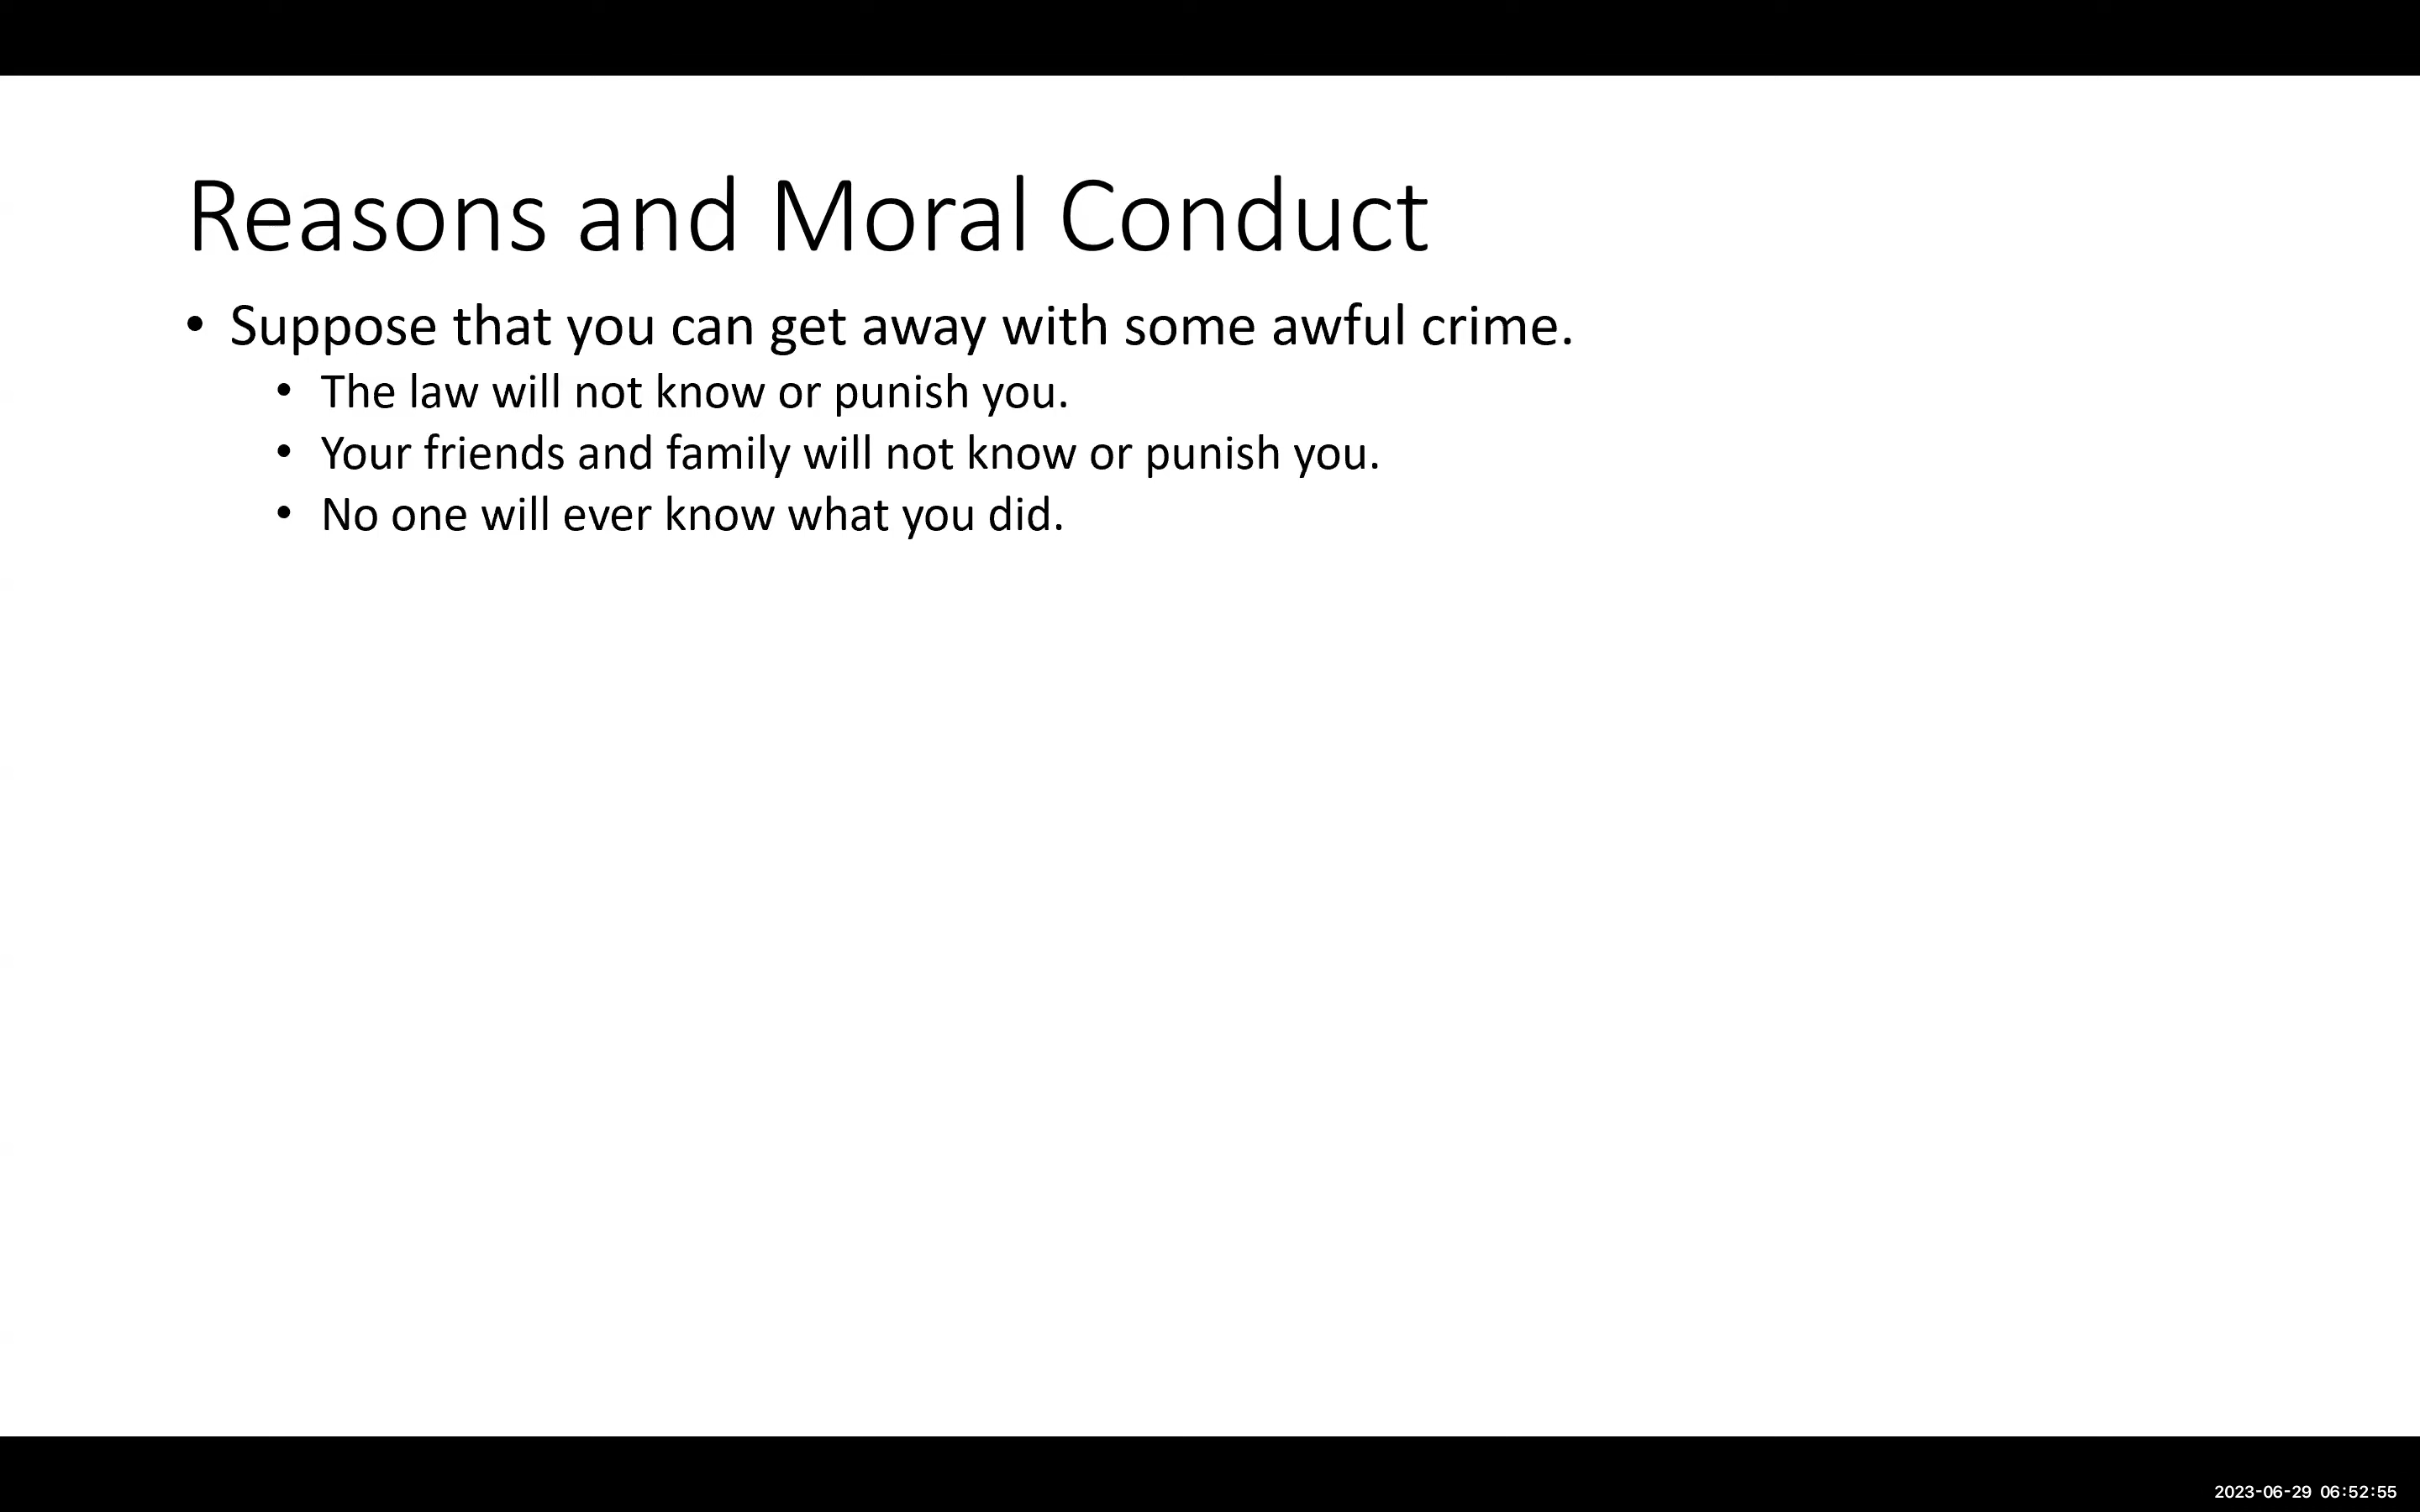 Reasons and Moral Conduct
• Suppose that you can get away with some awful crime.
• The law will not know or punish you.
• Your friends and family will not know or punish you.
• No one will ever know what you did.
2023-06-29 06:52:55